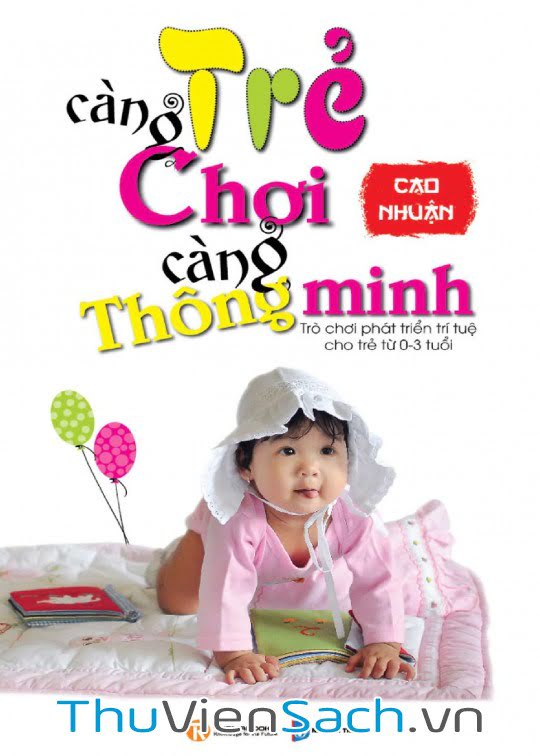 Trẻ
càng
Chơi
càng
Thông minh
CAO
NHUẬN
Trò chơi phát triển trí tuệ
cho trẻ từ 0-3 tuổi
ThuVienSach.vn